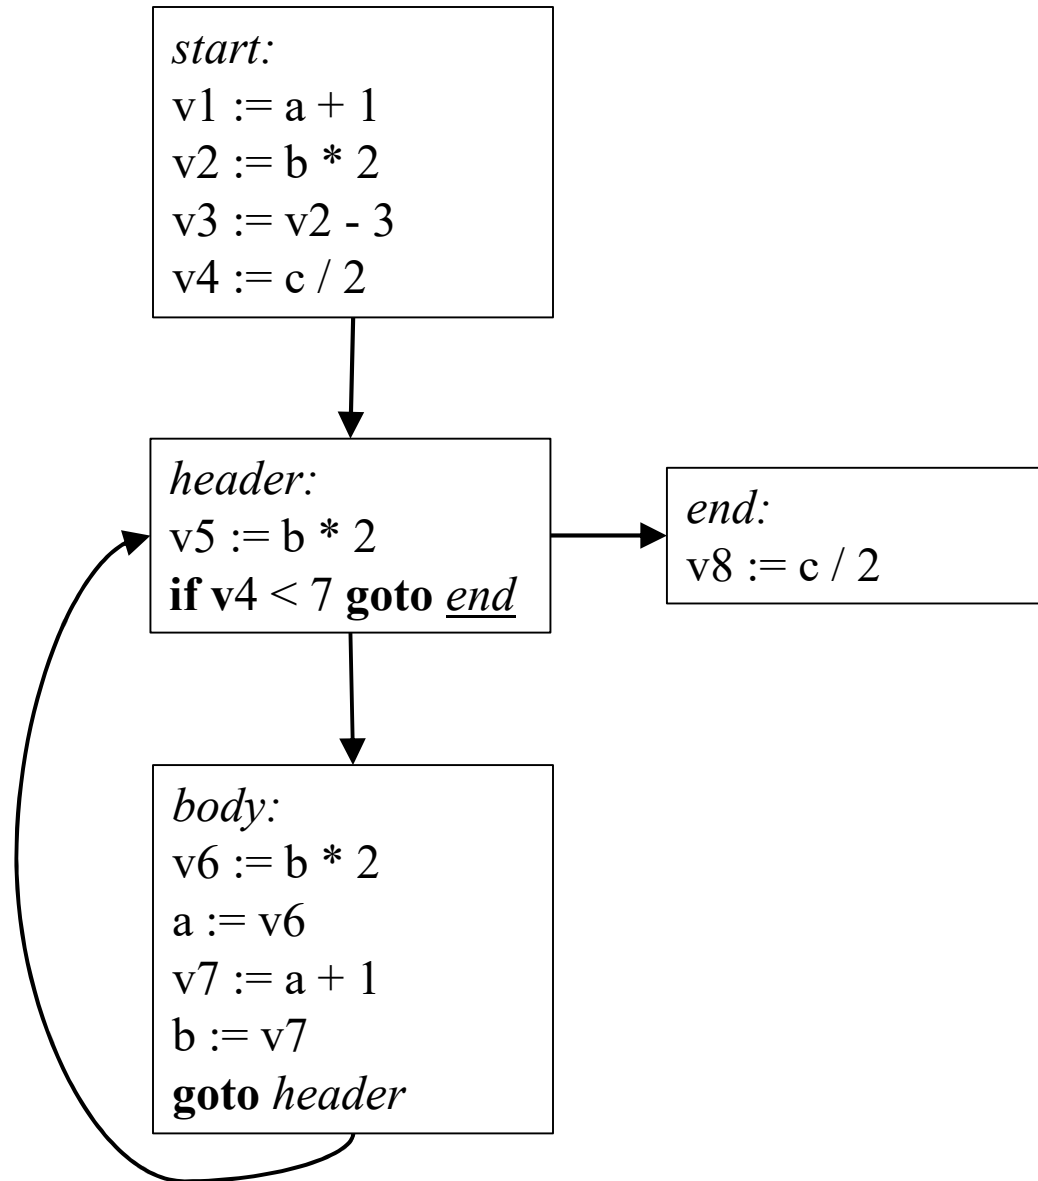 start:
v1 := a + 1
v2 := b * 2
v3 := v2 - 3
v4 := c / 2
header:
v5 := b * 2
if v4 < 7 goto end
end:
v8 := c / 2
body:
v6 := b * 2
a := v6
v7 := a + 1
b := v7
goto header